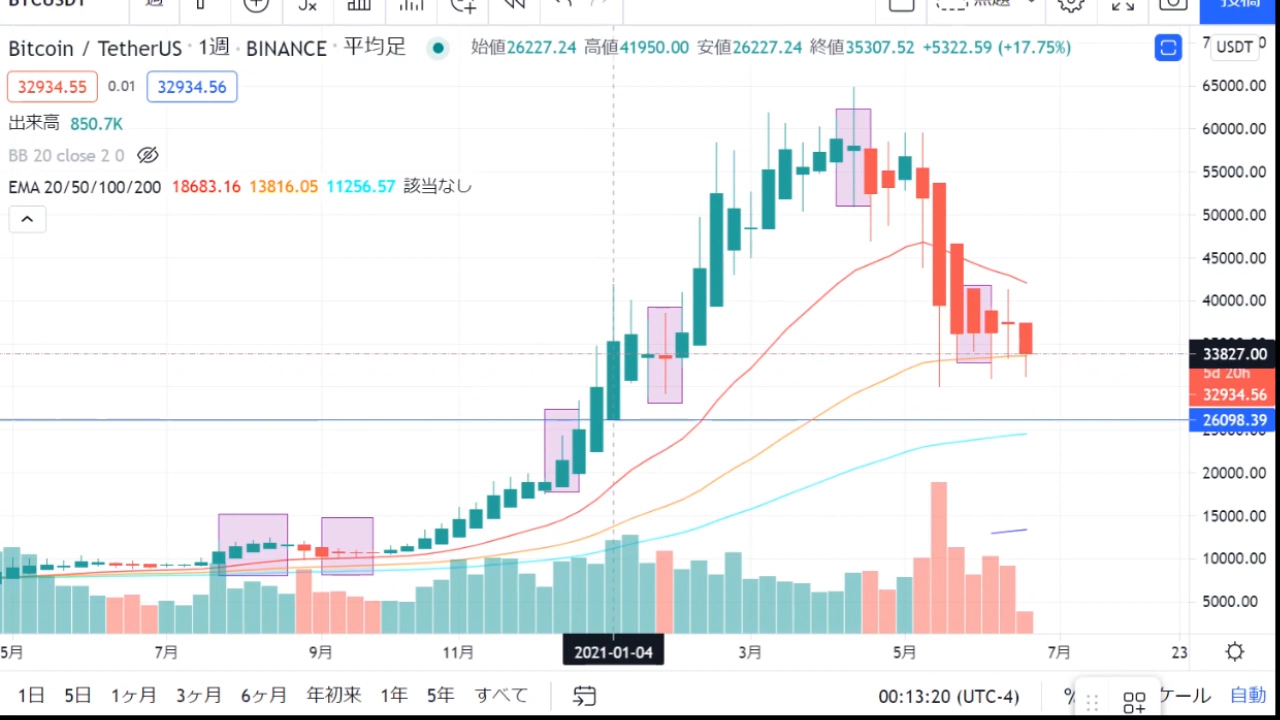 BTCUSDT 週
Bitcoin / TetherUS · 1週 · BINANCE · 平均足 始値26227.24 高値41950.00 安値26227.24 終値35307.52 +5322.59 (+17.75%)
USDT
32934.55 0.01 32934.56
65000.00
出来高 850.7K
60000.00
BB 20 close 2 0
55000.00
EMA 20/50/100/200 18683.16 13816.05 11256.57 該当なし
50000.00
45000.00
40000.00
33827.00
5d 20h
32934.56
26098.39
20000.00
15000.00
10000.00
5000.00
5月 7月 9月 11月 2021-01-04 3月 5月 7月 23
1日 5日 1ヶ月 3ヶ月 6ヶ月 年初来 1年 5年 すべて 00:13:20 (UTC-4) % ケール 自動